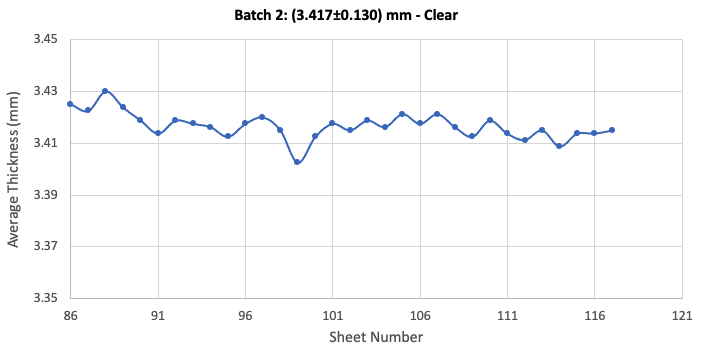 Batch 2: (3.417±0.130) mm - Clear
3.45
3.43
3.41
3.39
3.37
3.35
Average Thickness (mm)
86 91 96 101 106 111 116 121
Sheet Number